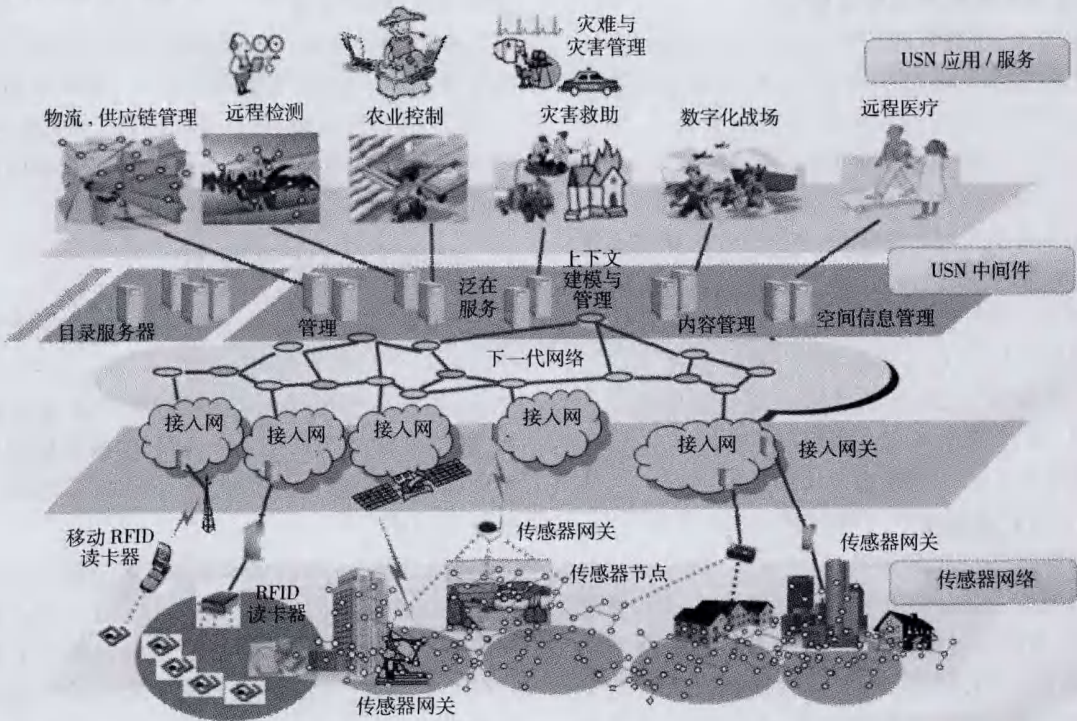 灾难与
灾害管理
USN 应用 / 服务
物流、供应链管理
远程检测
农业控制
灾害救助
数字化战场
远程医疗
上下文
建模与
管理
USN 中间件
泛在
服务
目录服务器
管理
内容管理
空间信息管理
下一代网络
接入网
接入网
接入网
接入网
接入网
接入网关
移动 RFID
读卡器
传感器网关
传感器网关
传感器节点
传感器网络
RFID
读卡器
传感器网关